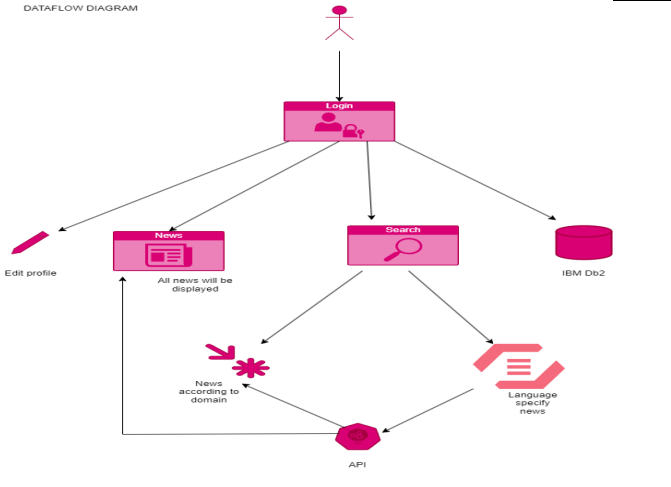 DATAFLOW DIAGRAM
Login
News
Search
Edit profile
All news will be
displayed
IBM Db2
News
according to
domain
Language
specify
news
API